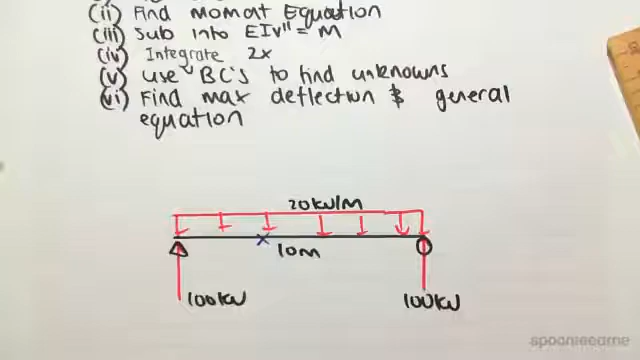 (ii) Find Moment Equation
(iii) Sub into EIv'' = M
(iv) Integrate 2x
(v) use BC's to find unknowns
(vi) Find max deflection & general
equation
20kN/M
10M
100kN
100kN
spoonfeedme